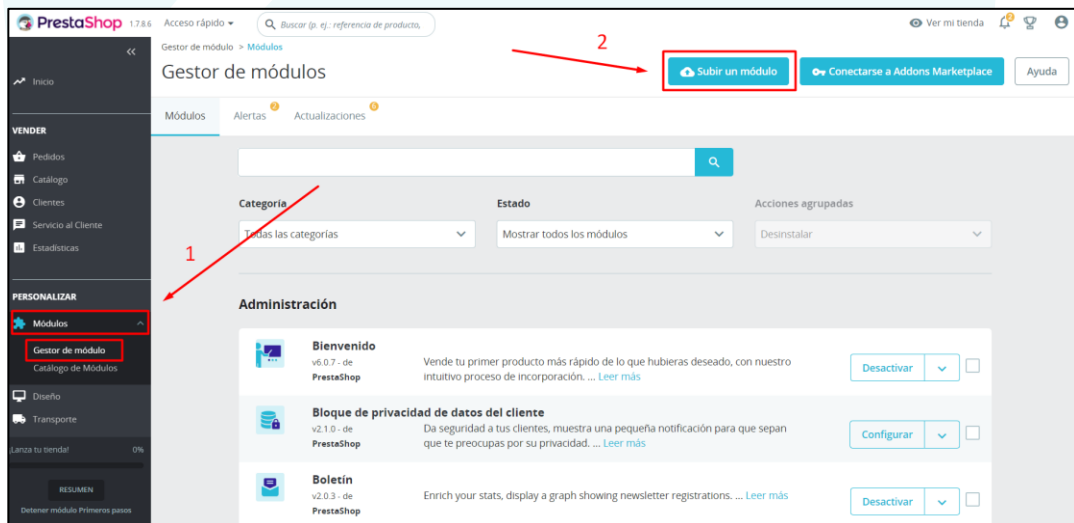 PrestaShop 1.7.8.6 Acceso rápido Buscar (p. ej.: referencia de producto, Ver mi tienda 2
Gestor de módulo > Módulos
Gestor de módulos
2
Subir un módulo
Conectarse a Addons Marketplace
Ayuda
Módulos Alertas 2 Actualizaciones 6
Inicio
VENDER
Pedidos
Catálogo
Clientes
Servicio al Cliente
Estadísticas
1
PERSONALIZAR
Módulos
Gestor de módulo
Catálogo de Módulos
Diseño
Transporte
¡Lanza tu tienda! 0%
RESUMEN
Detener módulo Primeros pasos
Categoría Estado Acciones agrupadas
Todas las categorías Mostrar todos los módulos Desinstalar
Administración
Bienvenido
v6.0.7 - de
PrestaShop
Vende tu primer producto más rápido de lo que hubieras deseado, con nuestro
intuitivo proceso de incorporación. ... Leer más
Desactivar
Bloque de privacidad de datos del cliente
v2.1.0 - de
PrestaShop
Da seguridad a tus clientes, muestra una pequeña notificación para que sepan
que te preocupas por su privacidad. ... Leer más
Configurar
Boletín
v2.0.3 - de
PrestaShop
Enrich your stats, display a graph showing newsletter registrations. ... Leer más
Desactivar